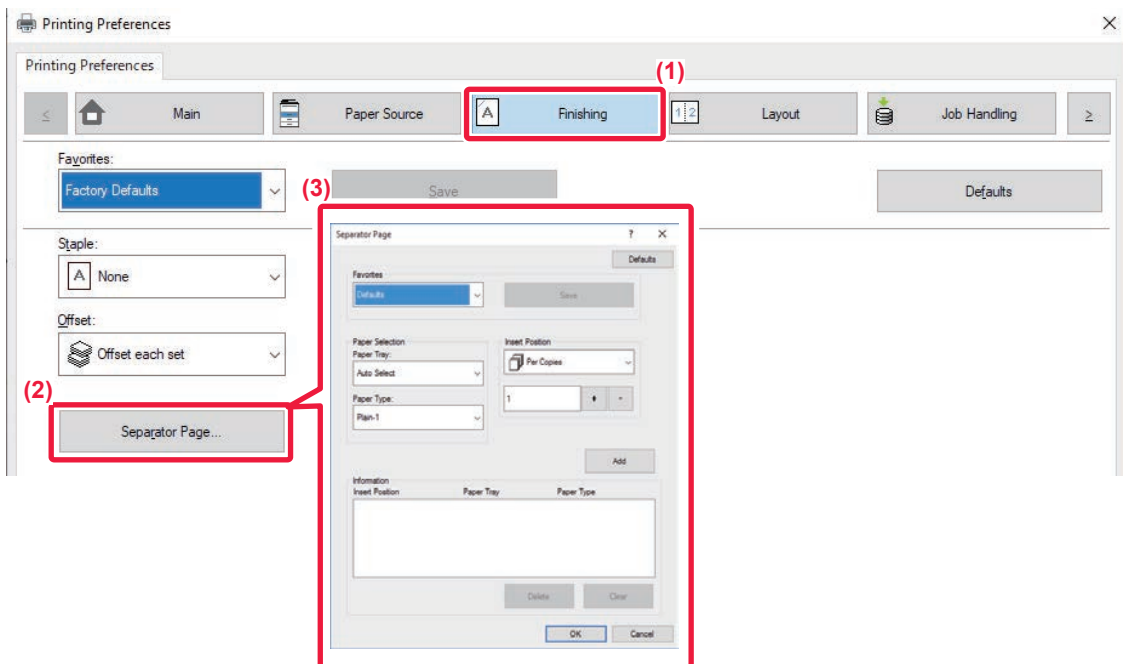 Printing Preferences
Printing Preferences
(1)
< Main Paper Source A Finishing 1 2 Layout Job Handling >
Favorites:
Factory Defaults
(3)
Save
Defaults
Separator Page ? ×
Defaults
Favorites
Defaults
Save
Staple:
A None
Offset:
Offset each set
(2)
Separator Page...
Paper Selection
Paper Tray:
Auto Select
Paper Type:
Plain-1
Insert Position
Per Copies
1 + -
Add
Information
Insert Position Paper Tray Paper Type
Delete Clear
OK Cancel